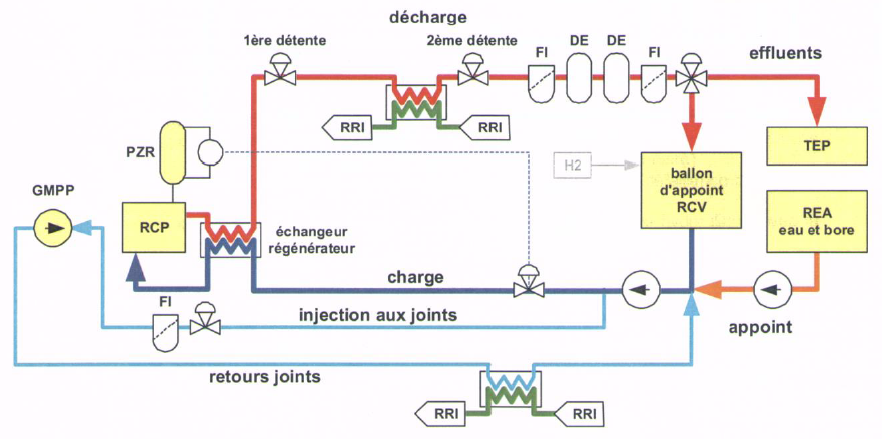 décharge
1ère détente
2ème détente
FI
DE
DE
FI
effluents
RRI
RRI
PZR
TEP
H2
ballon
d'appoint
RCV
GMPP
RCP
échangeur
régénérateur
REA
eau et bore
charge
FI
injection aux joints
appoint
retours joints
RRI
RRI